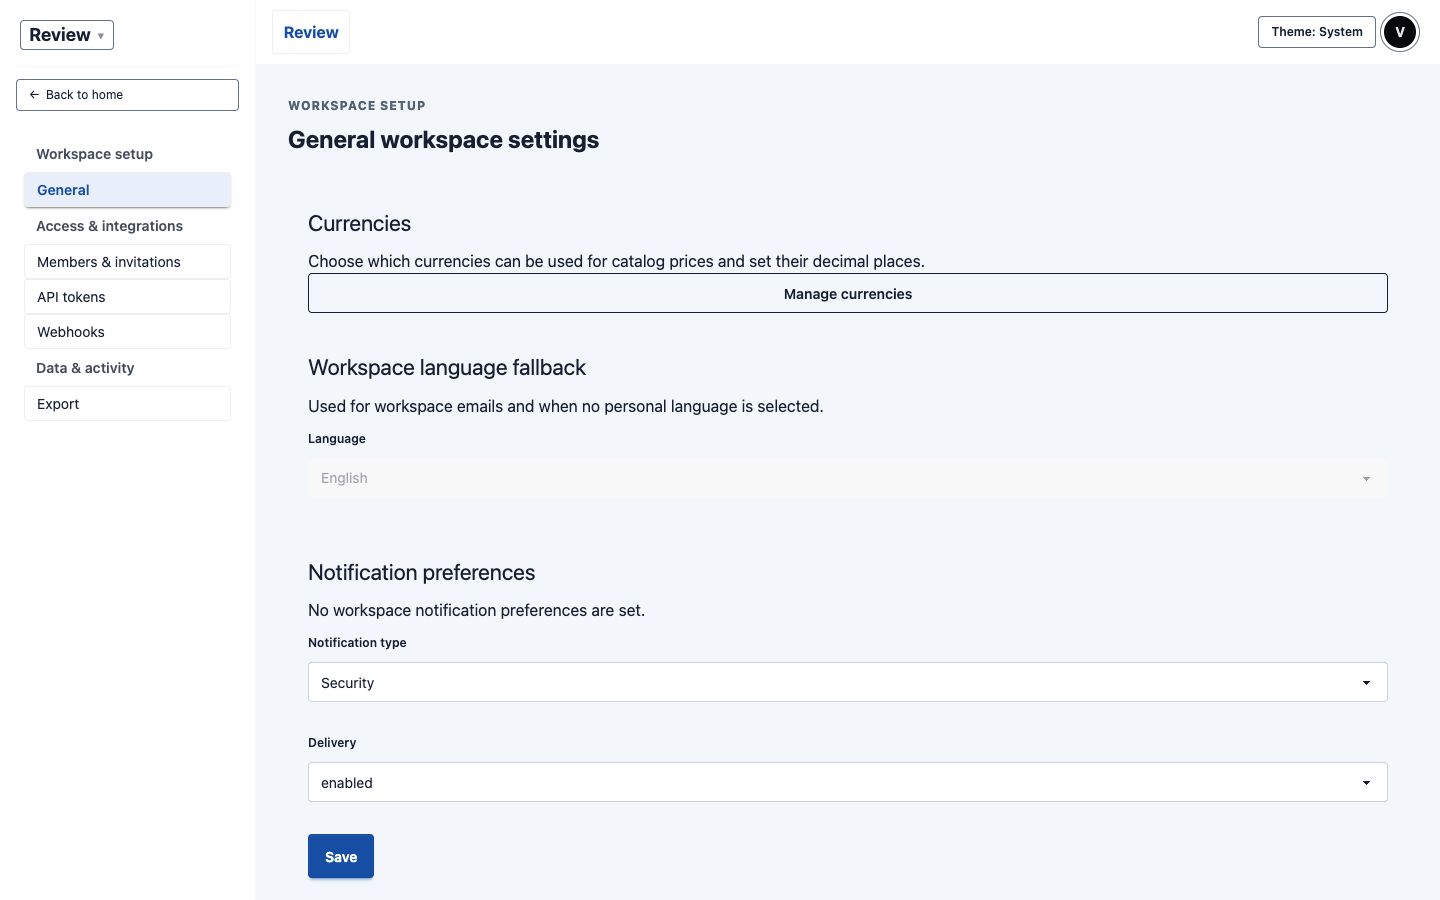 Review ▾
← Back to home
Workspace setup
General
Access & integrations
Members & invitations
API tokens
Webhooks
Data & activity
Export
Review
Theme: System
V
WORKSPACE SETUP
General workspace settings
Currencies
Choose which currencies can be used for catalog prices and set their decimal places.
Manage currencies
Workspace language fallback
Used for workspace emails and when no personal language is selected.
Language
English
Notification preferences
No workspace notification preferences are set.
Notification type
Security
Delivery
enabled
Save